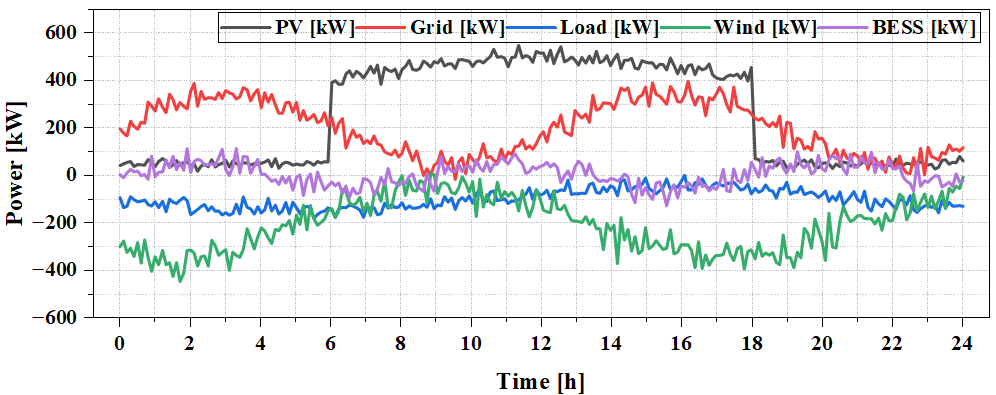 PV [kW] Grid [kW] Load [kW] Wind [kW] BESS [kW]
600
400
200
0
−200
−400
−600
Power [kW]
0 2 4 6 8 10 12 14 16 18 20 22 24
Time [h]